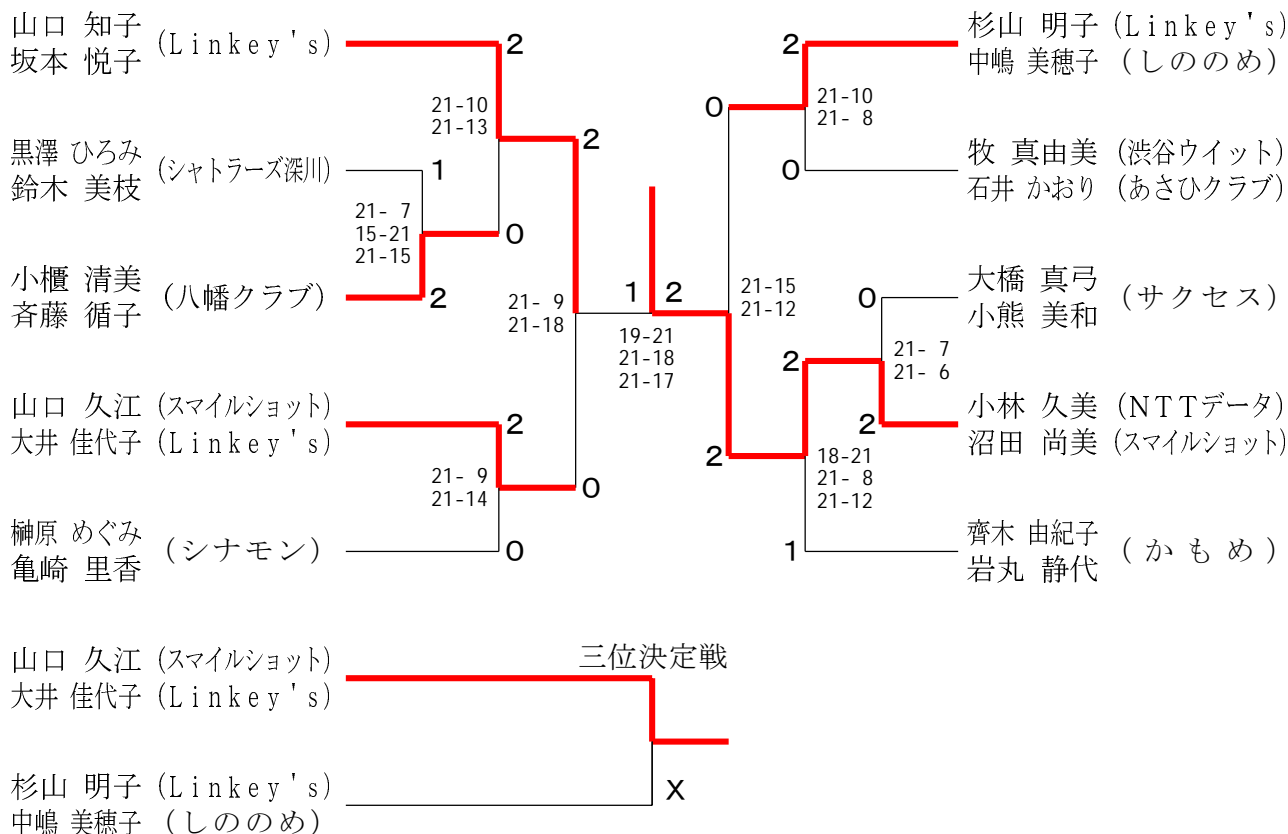 山口 知子 (Linkey's)
坂本 悦子
2
21-10
21-13
2
黒澤 ひろみ (シャトラーズ深川)
鈴木 美枝
1
21- 7
15-21
21-15
0
小櫃 清美 (八幡クラブ)
斉藤 循子
2
21- 9
21-18
山口 久江 (スマイルショット)
大井 佳代子 (Linkey's)
2
21- 9
21-14
0
榊原 めぐみ (シナモン)
亀崎 里香
0
1 2
19-21
21-18
21-17
杉山 明子 (Linkey's)
中嶋 美穂子 (しののめ)
2
0
21-10
21- 8
牧 真由美 (渋谷ウイット)
石井 かおり (あさひクラブ)
0
21-15
21-12
大橋 真弓 (サクセス)
小熊 美和
0
21- 7
21- 6
2
小林 久美 (NTTデータ)
沼田 尚美 (スマイルショット)
2
2
18-21
21- 8
21-12
齊木 由紀子 (かもめ)
岩丸 静代
1
三位決定戦
山口 久江 (スマイルショット)
大井 佳代子 (Linkey's)
杉山 明子 (Linkey's)
中嶋 美穂子 (しののめ)
X